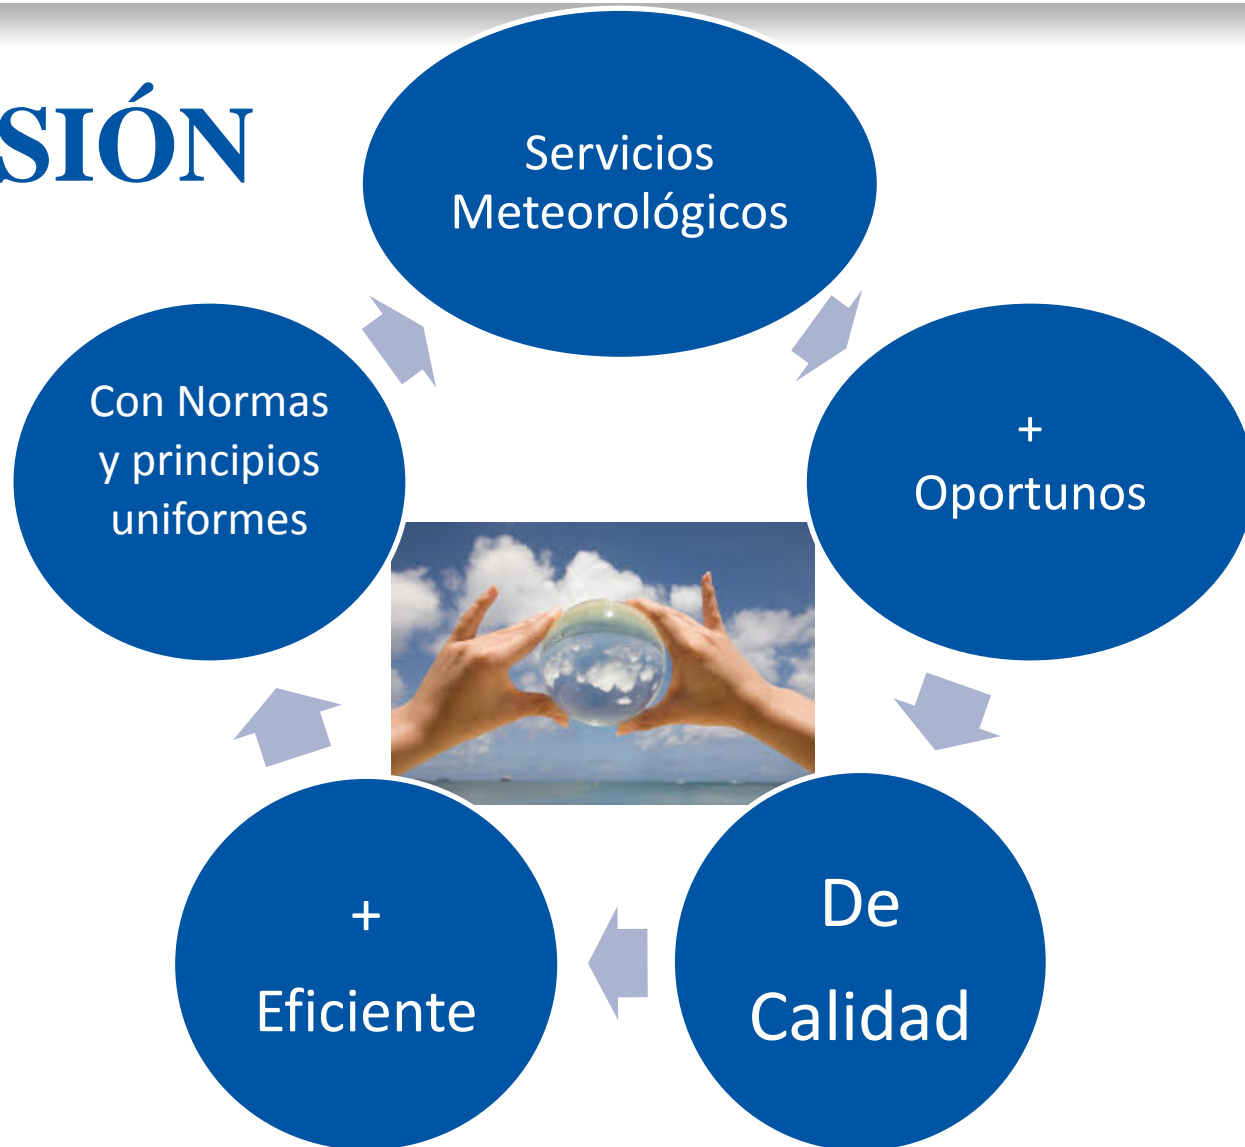 SIÓN
Servicios
Meteorológicos
+
Oportunos
De
Calidad
+
Eficiente
Con Normas
y principios
uniformes